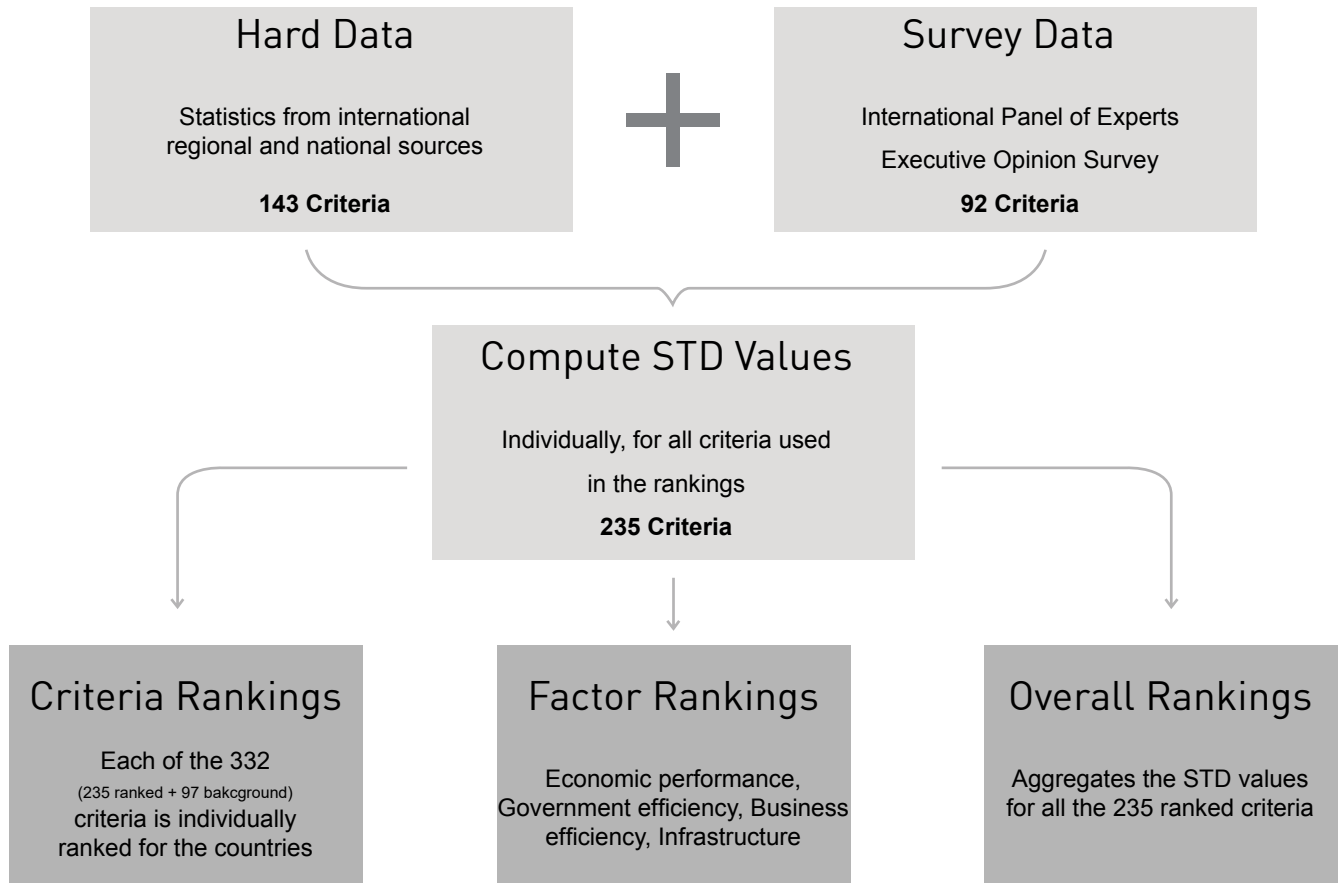 Hard Data
Statistics from international
regional and national sources
143 Criteria
Survey Data
International Panel of Experts
Executive Opinion Survey
92 Criteria
Compute STD Values
Individually, for all criteria used
in the rankings
235 Criteria
Criteria Rankings
Each of the 332
(235 ranked + 97 bakcground)
criteria is individually
ranked for the countries
Factor Rankings
Economic performance,
Government efficiency, Business
efficiency, Infrastructure
Overall Rankings
Aggregates the STD values
for all the 235 ranked criteria